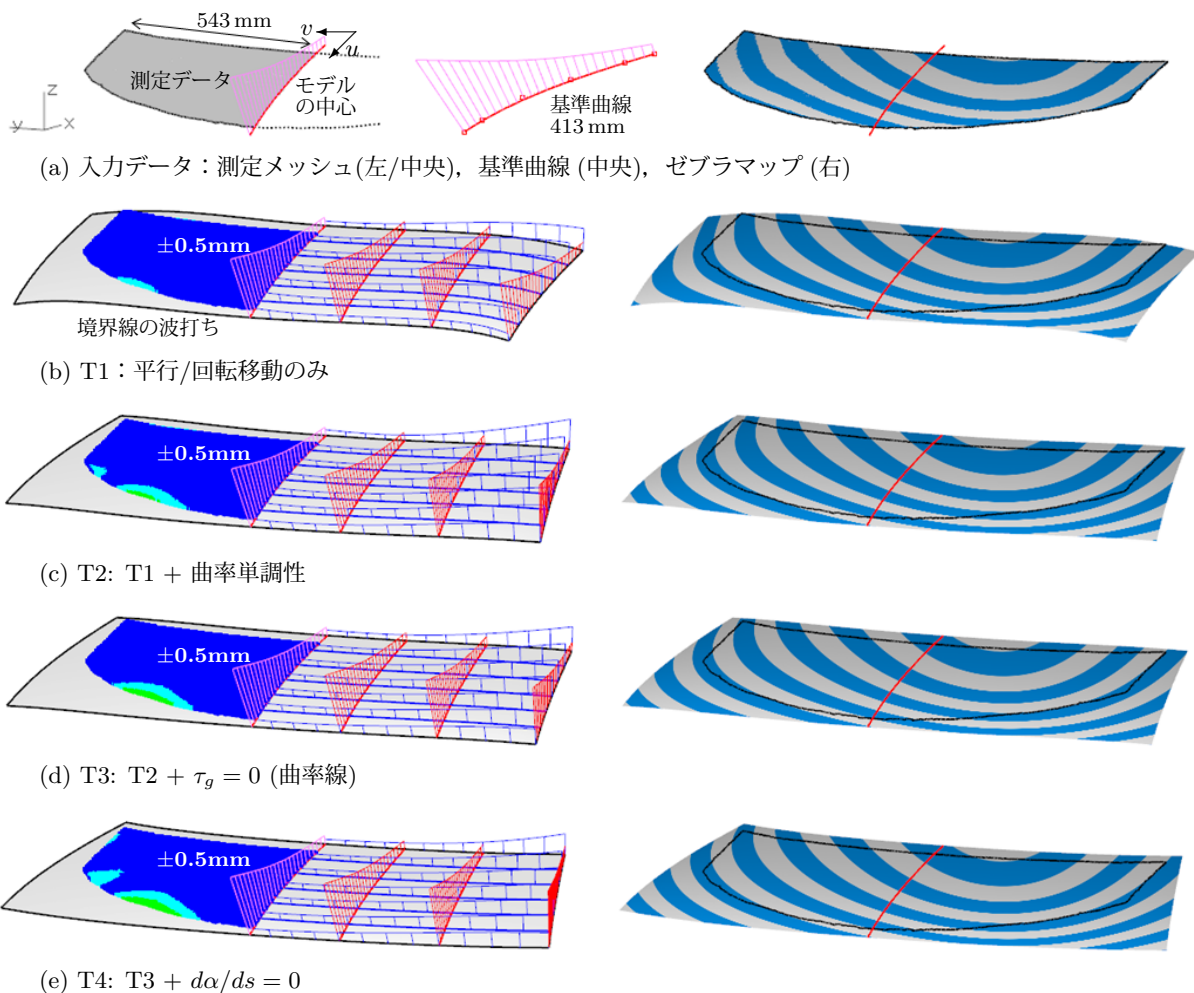 543 mm
v
u
測定データ
モデル
の中心
z
y
x
基準曲線
413 mm
(a) 入力データ：測定メッシュ(左/中央)，基準曲線 (中央)，ゼブラマップ (右)
±0.5mm
境界線の波打ち
(b) T1：平行/回転移動のみ
±0.5mm
(c) T2: T1 + 曲率単調性
±0.5mm
(d) T3: T2 + τg = 0 (曲率線)
±0.5mm
(e) T4: T3 + dα/ds = 0